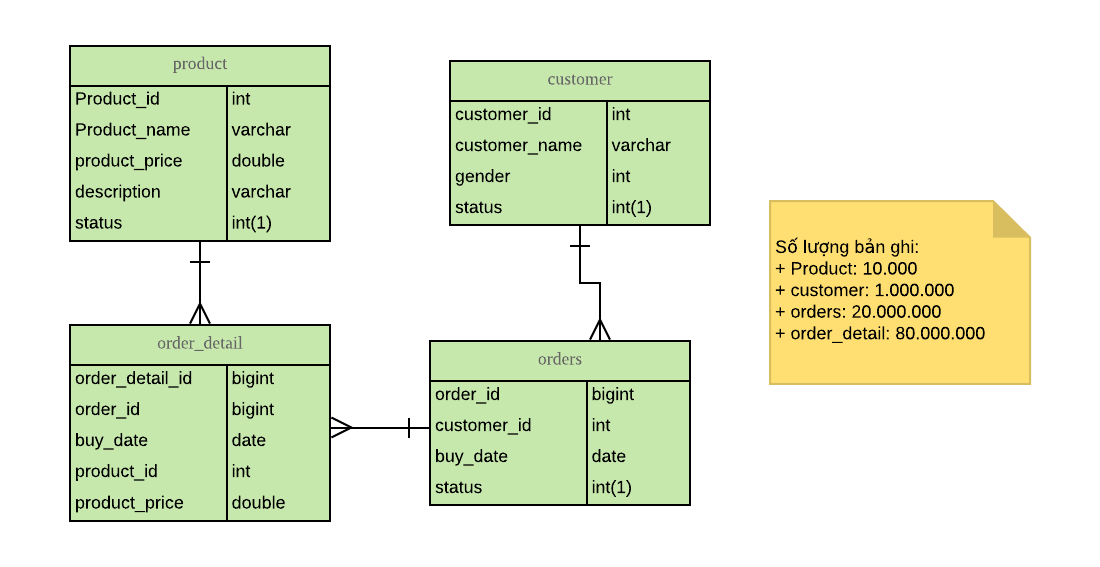 product
Product_id int
Product_name varchar
product_price double
description varchar
status int(1)
customer
customer_id int
customer_name varchar
gender int
status int(1)
Số lượng bản ghi:
+ Product: 10.000
+ customer: 1.000.000
+ orders: 20.000.000
+ order_detail: 80.000.000
order_detail
order_detail_id bigint
order_id bigint
buy_date date
product_id int
product_price double
orders
order_id bigint
customer_id int
buy_date date
status int(1)